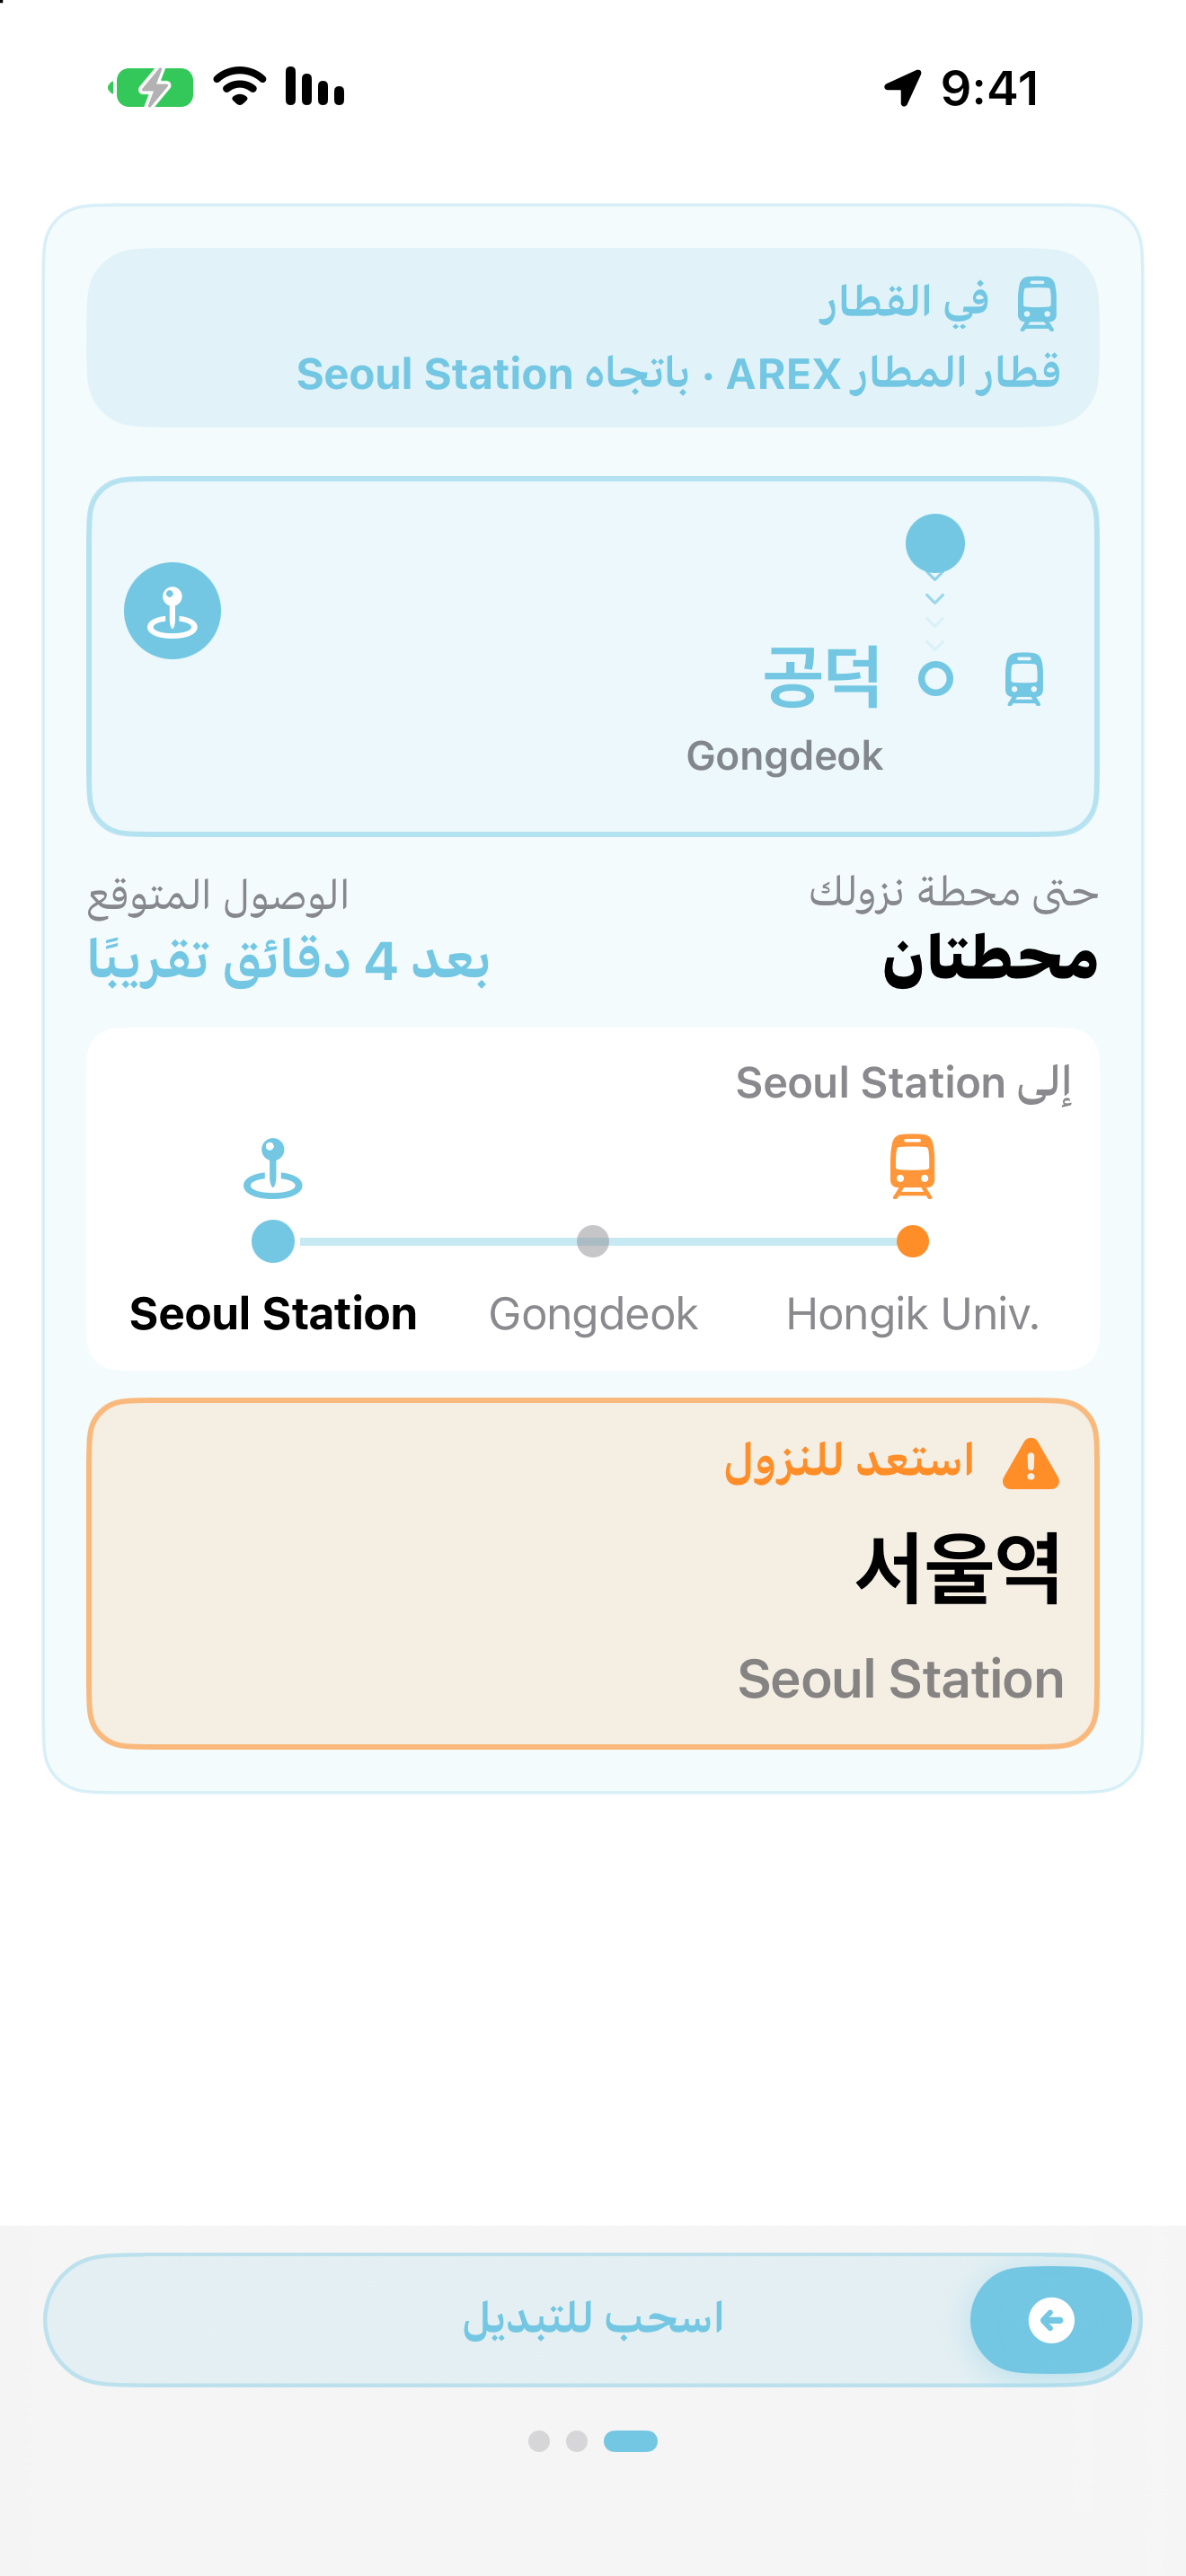 9:41
في القطار
قطار المطار AREX · باتجاه Seoul Station
공덕
Gongdeok
حتى محطة نزولك
محطتان
الوصول المتوقع
بعد 4 دقائق تقريبًا
إلى Seoul Station
Hongik Univ.
Gongdeok
Seoul Station
استعد للنزول
서울역
Seoul Station
اسحب للتبديل